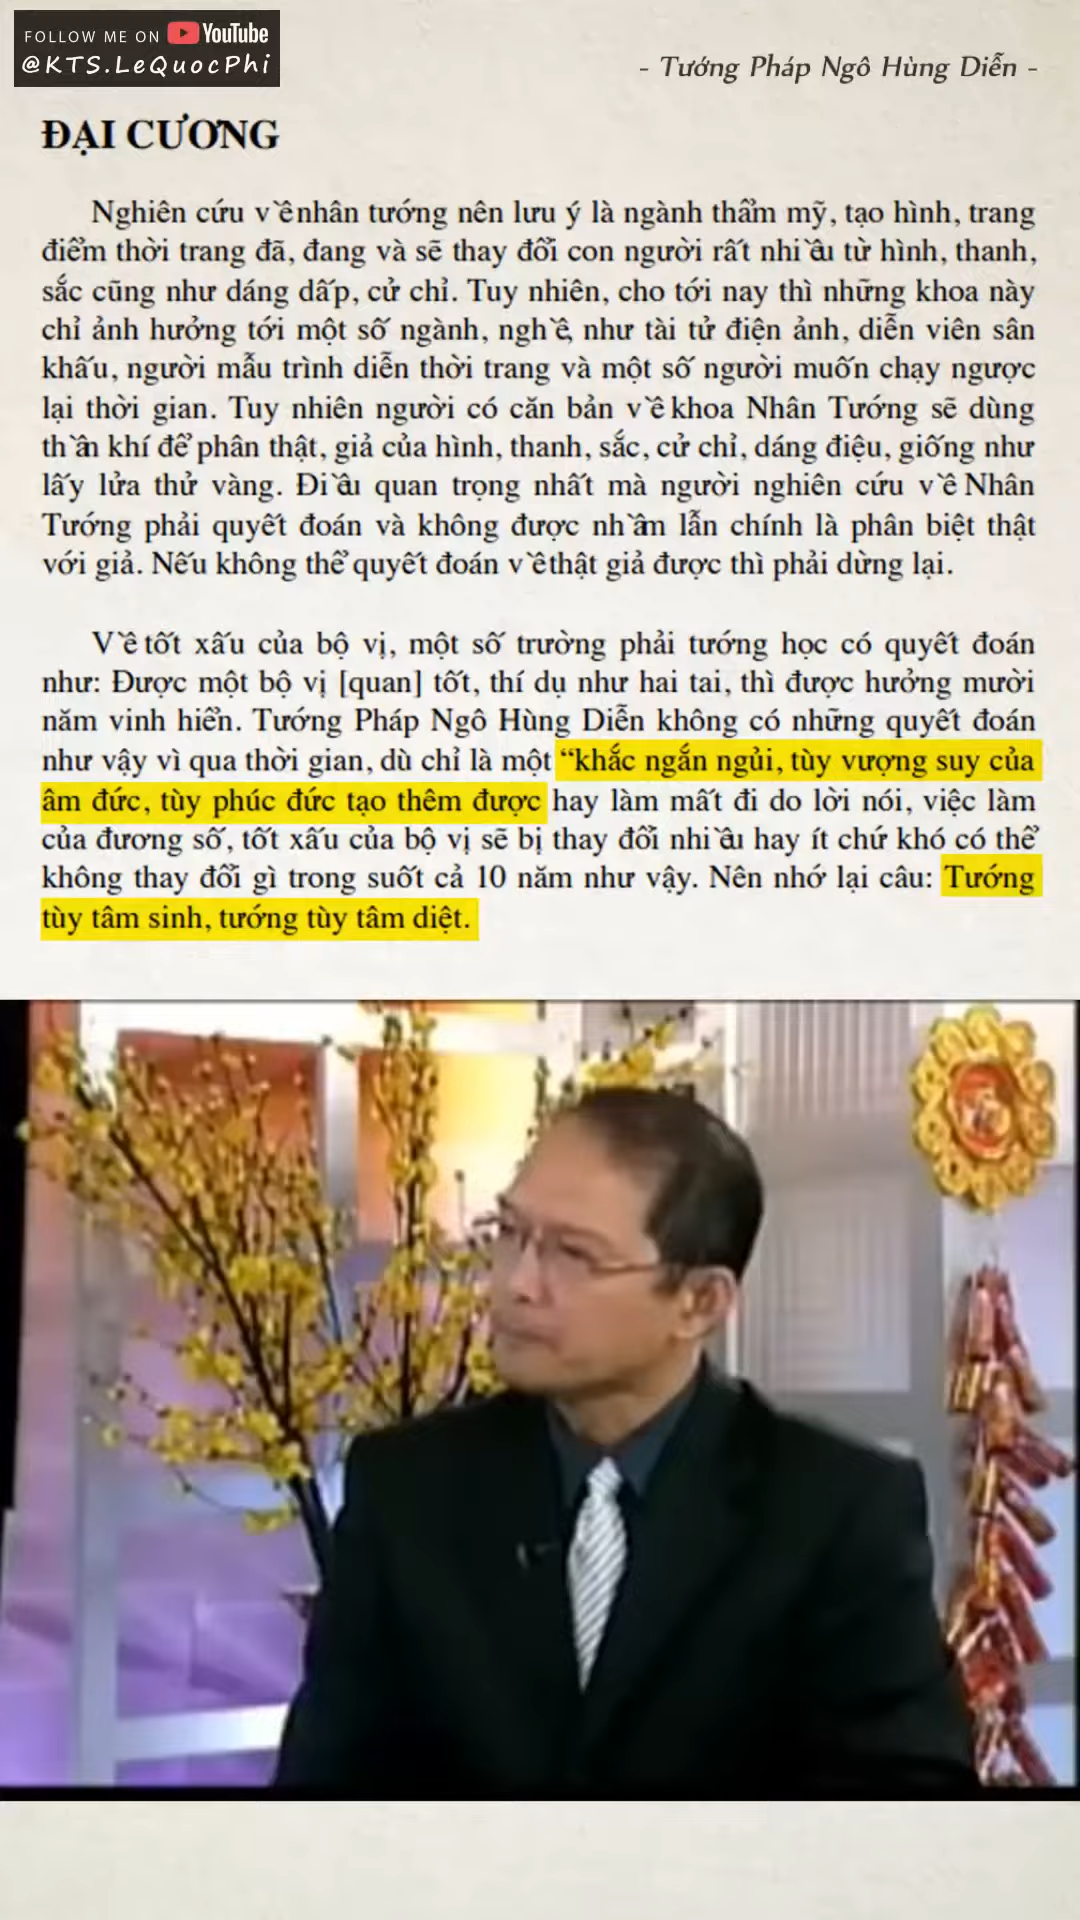 FOLLOW ME ON YouTube
@KTS.LeQuocPhi
- Tướng Pháp Ngô Hùng Diễn -
ĐẠI CƯƠNG
Nghiên cứu về nhân tướng nên lưu ý là ngành thẩm mỹ, tạo hình, trang
điểm thời trang đã, đang và sẽ thay đổi con người rất nhiều từ hình, thanh,
sắc cũng như dáng dấp, cử chỉ. Tuy nhiên, cho tới nay thì những khoa này
chỉ ảnh hưởng tới một số ngành, nghề, như tài tử điện ảnh, diễn viên sân
khấu, người mẫu trình diễn thời trang và một số người muốn chạy ngược
lại thời gian. Tuy nhiên người có căn bản về khoa Nhân Tướng sẽ dùng
thần khí để phân thật, giả của hình, thanh, sắc, cử chỉ, dáng điệu, giống như
lấy lửa thử vàng. Điều quan trọng nhất mà người nghiên cứu về Nhân
Tướng phải quyết đoán và không được nhầm lẫn chính là phân biệt thật
với giả. Nếu không thể quyết đoán về thật giả được thì phải dừng lại.
Về tốt xấu của bộ vị, một số trường phải tướng học có quyết đoán
như: Được một bộ vị [quan] tốt, thí dụ như hai tai, thì được hưởng mười
năm vinh hiển. Tướng Pháp Ngô Hùng Diễn không có những quyết đoán
như vậy vì qua thời gian, dù chỉ là một “khắc ngắn ngủi, tùy vượng suy của
âm đức, tùy phúc đức tạo thêm được hay làm mất đi do lời nói, việc làm
của đương số, tốt xấu của bộ vị sẽ bị thay đổi nhiều hay ít chứ khó có thể
không thay đổi gì trong suốt cả 10 năm như vậy. Nên nhớ lại câu: Tướng
tùy tâm sinh, tướng tùy tâm diệt.